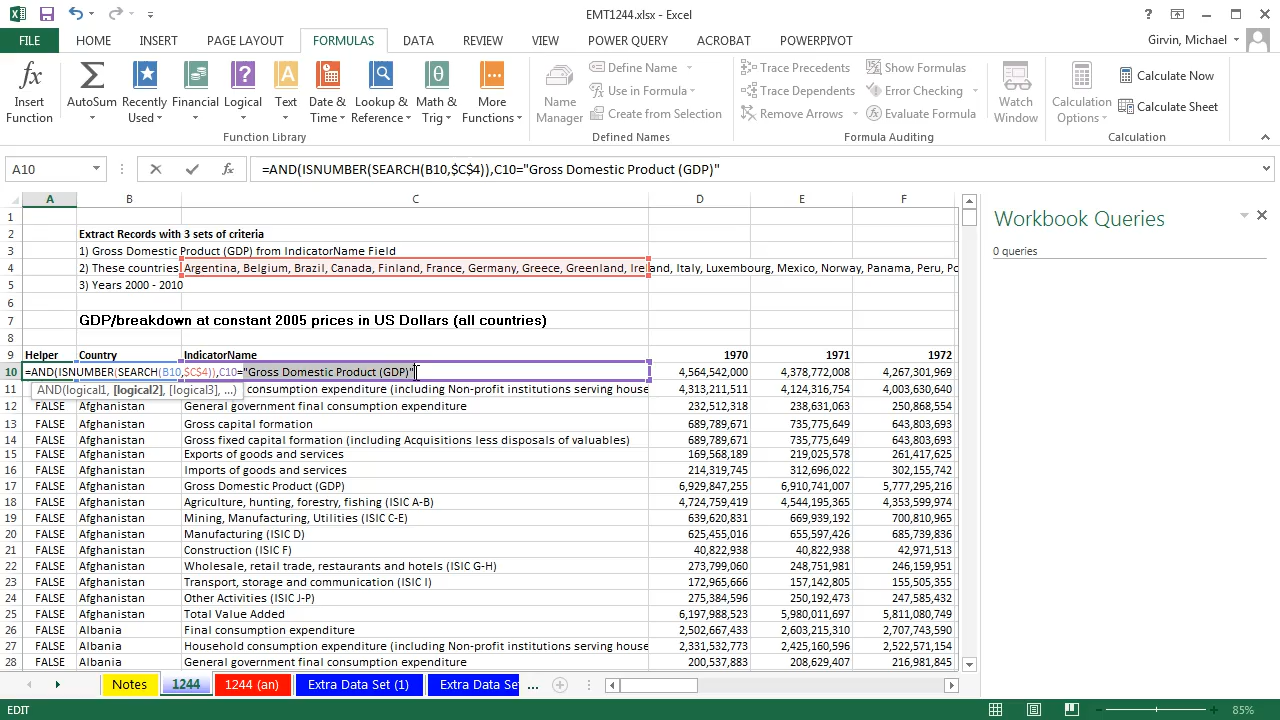 EMT1244.xlsx - Excel
FILE HOME INSERT PAGE LAYOUT FORMULAS DATA REVIEW VIEW POWER QUERY ACROBAT POWERPIVOT Girvin, Michael
Insert Function AutoSum Recently Used Financial Logical Text Date & Time Lookup & Reference Math & Trig More Functions
Function Library
Name Manager Define Name Use in Formula Create from Selection
Defined Names
Trace Precedents Trace Dependents Remove Arrows Show Formulas Error Checking Evaluate Formula Watch Window
Formula Auditing
Calculation Options Calculate Now Calculate Sheet
Calculation
A10 fx =AND(ISNUMBER(SEARCH(B10,$C$4)),C10="Gross Domestic Product (GDP)"
A B C D E F
Workbook Queries
0 queries
1
2 Extract Records with 3 sets of criteria
3 1) Gross Domestic Product (GDP) from IndicatorName Field
4 2) These countries: Argentina, Belgium, Brazil, Canada, Finland, France, Germany, Greece, Greenland, Ireland, Italy, Luxembourg, Mexico, Norway, Panama, Peru, Po
5 3) Years 2000 - 2010
6
7 GDP/breakdown at constant 2005 prices in US Dollars (all countries)
8
9 Helper Country IndicatorName 1970 1971 1972
10 =AND(ISNUMBER(SEARCH(B10,$C$4)),C10="Gross Domestic Product (GDP)" 4,564,542,000 4,378,772,008 4,267,301,969
AND(logical1, [logical2], [logical3], ...)
11 consumption expenditure (including Non-profit institutions serving house 4,313,211,511 4,124,316,754 4,003,630,640
12 FALSE Afghanistan General government final consumption expenditure 232,512,318 238,631,063 250,868,554
13 FALSE Afghanistan Gross capital formation 689,789,671 735,775,649 643,803,693
14 FALSE Afghanistan Gross fixed capital formation (including Acquisitions less disposals of valuables) 689,789,671 735,775,649 643,803,693
15 FALSE Afghanistan Exports of goods and services 169,568,189 219,025,578 261,417,625
16 FALSE Afghanistan Imports of goods and services 214,319,745 312,696,022 302,155,742
17 FALSE Afghanistan Gross Domestic Product (GDP) 6,929,847,255 6,910,741,007 5,777,295,216
18 FALSE Afghanistan Agriculture, hunting, forestry, fishing (ISIC A-B) 4,724,759,419 4,544,195,365 4,353,599,974
19 FALSE Afghanistan Mining, Manufacturing, Utilities (ISIC C-E) 639,620,831 669,939,192 700,810,965
20 FALSE Afghanistan Manufacturing (ISIC D) 625,455,016 655,597,426 685,739,836
21 FALSE Afghanistan Construction (ISIC F) 40,822,938 40,822,938 42,971,513
22 FALSE Afghanistan Wholesale, retail trade, restaurants and hotels (ISIC G-H) 273,799,060 248,751,981 246,159,951
23 FALSE Afghanistan Transport, storage and communication (ISIC I) 172,965,666 157,142,805 155,505,355
24 FALSE Afghanistan Other Activities (ISIC J-P) 275,384,596 250,192,473 247,585,432
25 FALSE Afghanistan Total Value Added 6,197,988,523 5,980,011,697 5,811,080,749
26 FALSE Albania Final consumption expenditure 2,502,667,433 2,603,215,310 2,707,743,590
27 FALSE Albania Household consumption expenditure (including Non-profit institutions serving house 2,331,532,773 2,425,160,596 2,522,571,154
28 FALSE Albania General government final consumption expenditure 200,537,883 208,629,407 216,981,845
Notes 1244 1244 (an) Extra Data Set (1) Extra Data Se ...
EDIT 85%